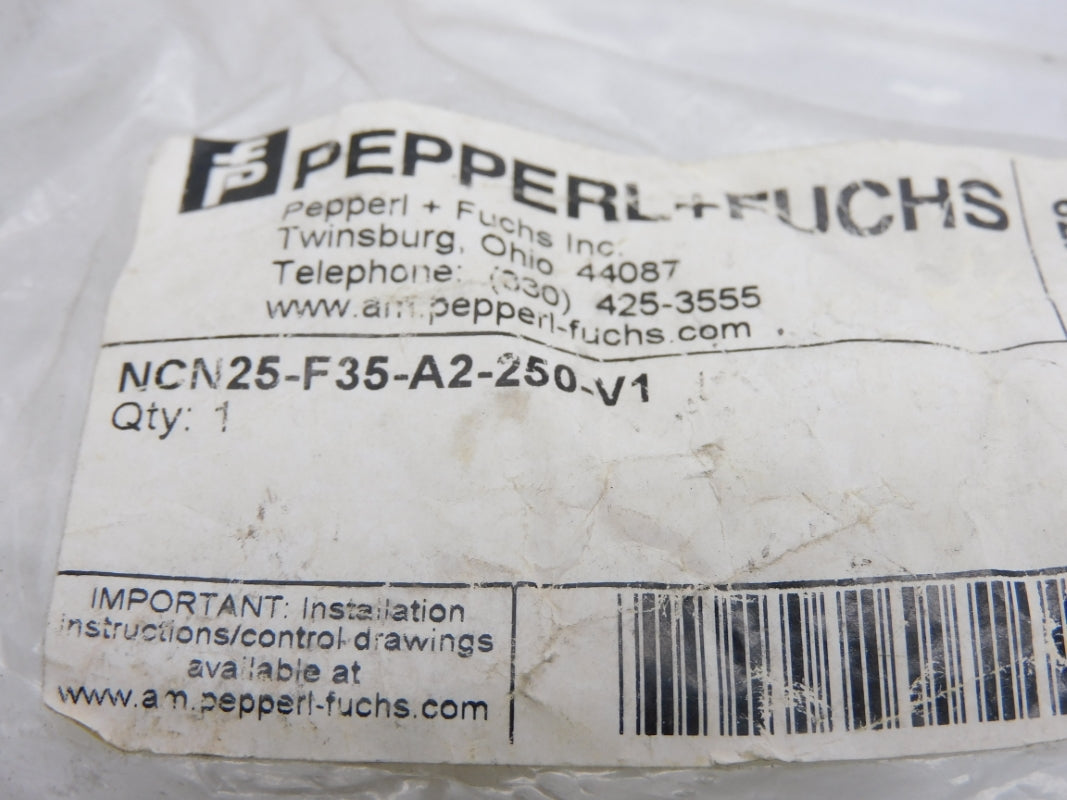 PEPPERL+FUCHS
Pepperl + Fuchs Inc.
Twinsburg, Ohio 44087
Telephone: (330) 425-3555
www.am.pepperl-fuchs.com
NCN25-F35-A2-250-V1
Qty: 1
IMPORTANT: Installation
instructions/control drawings
available at
www.am.pepperl-fuchs.com